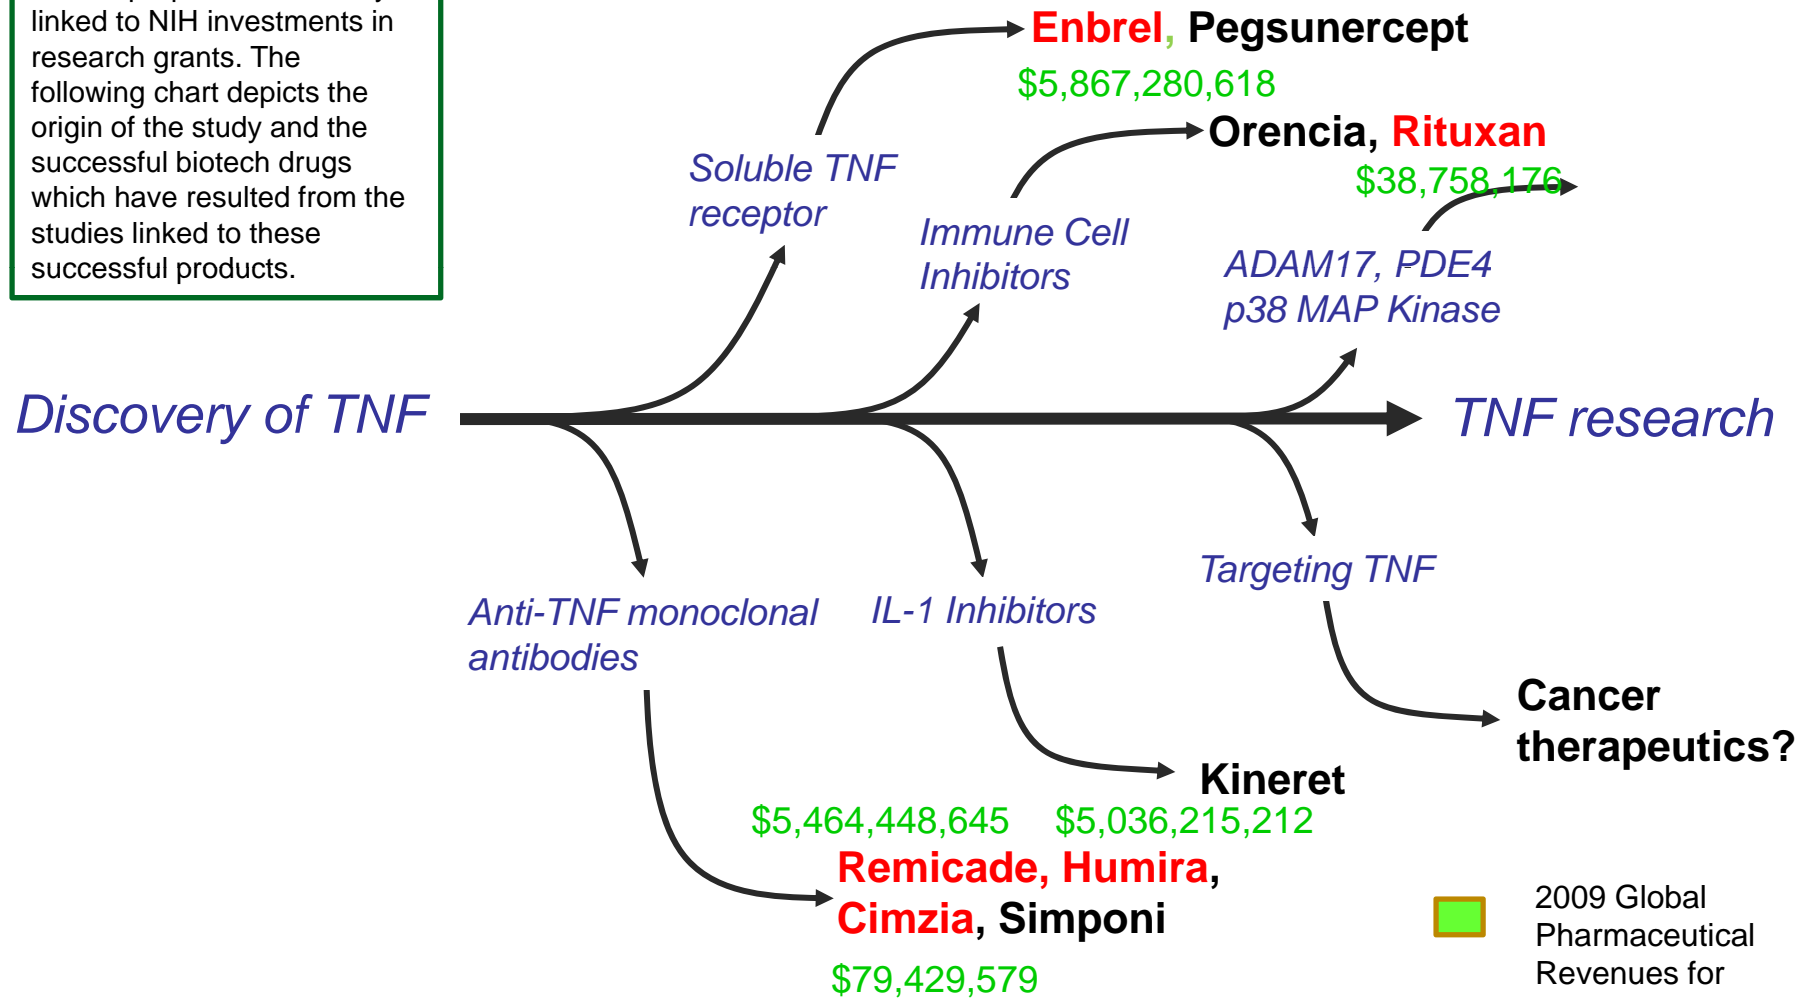 linked to NIH investments in
research grants. The
following chart depicts the
origin of the study and the
successful biotech drugs
which have resulted from the
studies linked to these
successful products.
Enbrel, Pegsunercept
$5,867,280,618
Orencia, Rituxan
$38,758,176
Soluble TNF
receptor
Immune Cell
Inhibitors
ADAM17, PDE4
p38 MAP Kinase
Discovery of TNF
TNF research
Anti-TNF monoclonal
antibodies
IL-1 Inhibitors
Targeting TNF
Cancer
therapeutics?
Kineret
$5,464,448,645 $5,036,215,212
Remicade, Humira,
Cimzia, Simponi
$79,429,579
2009 Global
Pharmaceutical
Revenues for